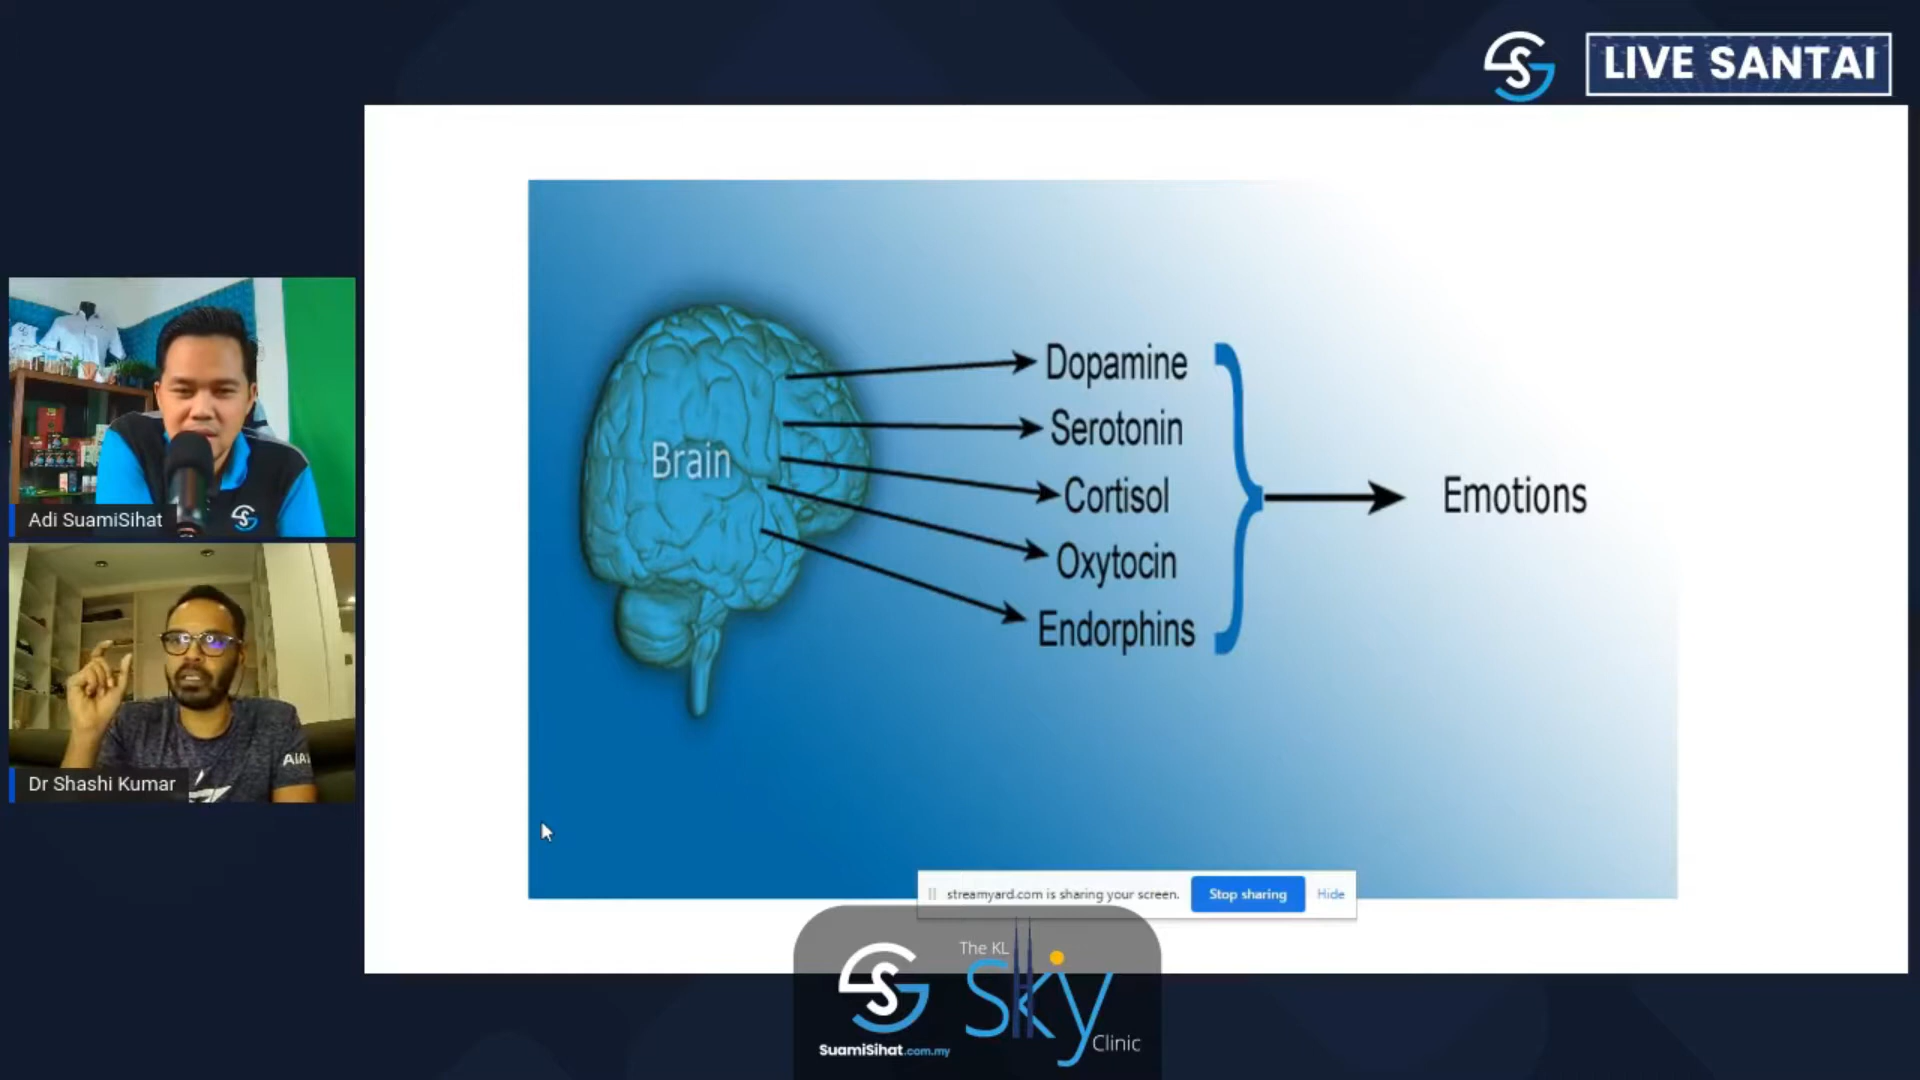 LIVE SANTAI
Brain
Dopamine
Serotonin
Cortisol
Oxytocin
Endorphins
Emotions
Adi SuamiSihat
Dr Shashi Kumar
AIA
streamyard.com is sharing your screen.
Stop sharing
Hide
SuamiSihat.com.my
The KL
Sky
Clinic